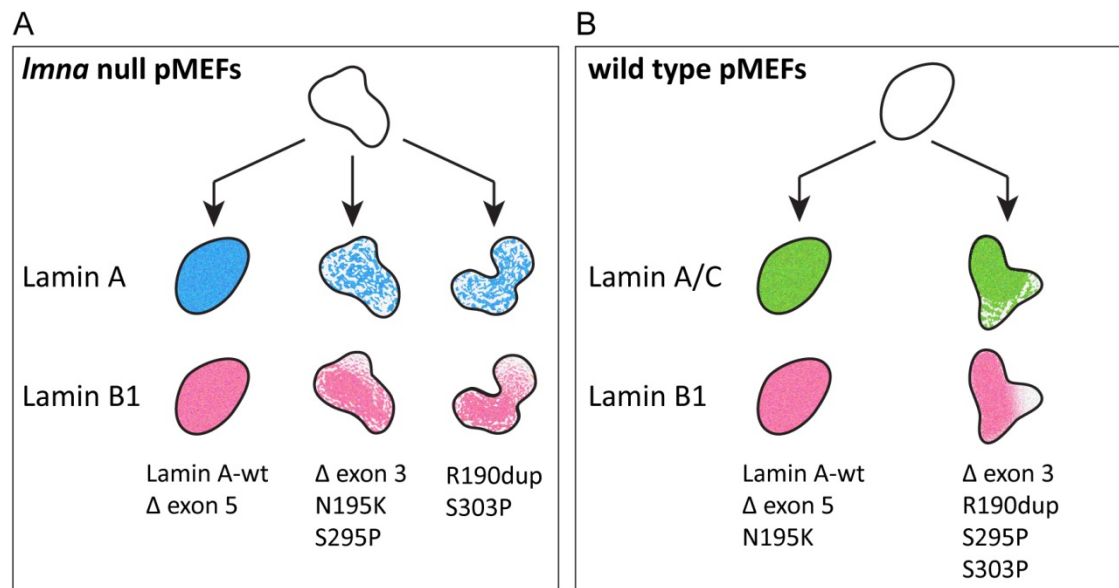 A
lmna null pMEFs
Lamin A
Lamin B1
Lamin A-wt
Δ exon 5
Δ exon 3
N195K
S295P
R190dup
S303P
B
wild type pMEFs
Lamin A/C
Lamin B1
Lamin A-wt
Δ exon 5
N195K
Δ exon 3
R190dup
S295P
S303P